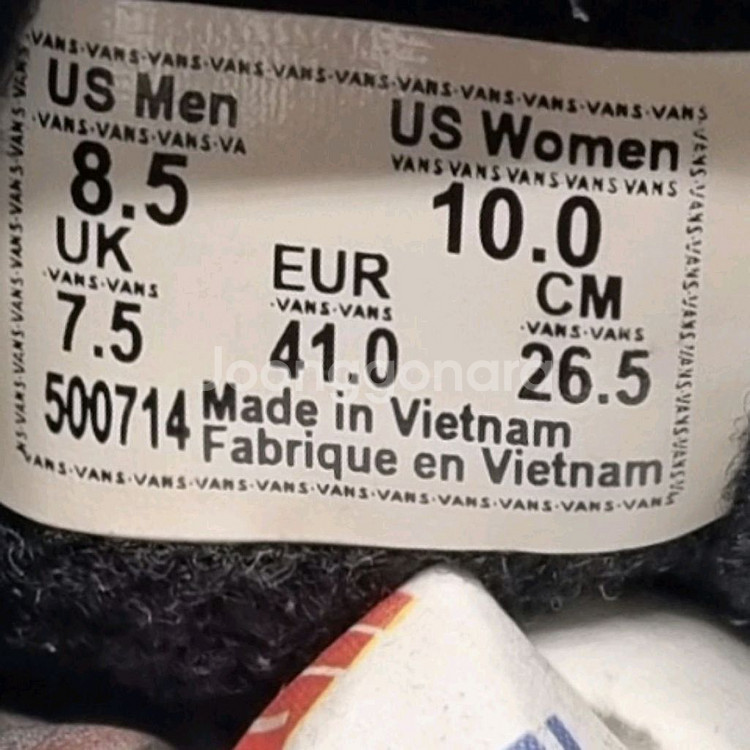 VANS·VANS·VANS·VANS·VANS·VANS·VANS·VANS·VANS·VANS·VANS
US Men
US Women
VANS·VANS·VANS·VA
VANS VANS VANS VANS VANS
8.5
10.0
UK
EUR
CM
VANS·VANS
·VANS·VANS
·VANS·VANS
7.5
41.0
26.5
Joonggonara
500714
Made in Vietnam
Fabrique en Vietnam
VANS·VANS·VANS·VANS·VANS·VANS·VANS·VANS·VANS·VANS·VANS